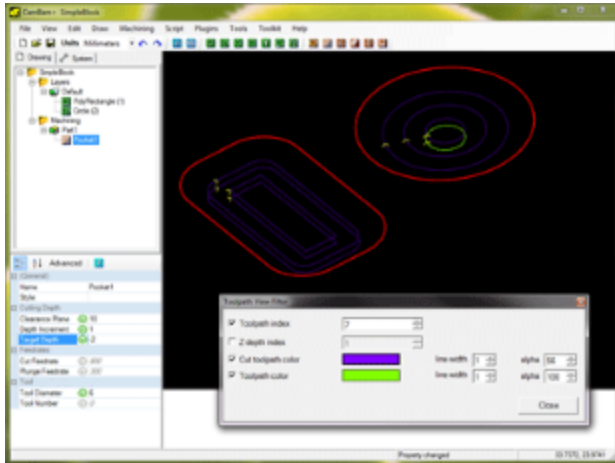 CamBam+ - SimpleBlock
File View Edit Draw Machining Script Plugins Tools Toolkit Help
Units Millimeters
Drawing System
SimpleBlock
Layers
Default
PolyRectangle (1)
Circle (2)
Machining
Part1
Pocket1
Advanced
(General)
Name Pocket1
Style
Cutting Depth
Clearance Plane 10
Depth Increment 1
Target Depth -2
Feedrates
Cut Feedrate
Plunge Feedrate
Tool
Tool Diameter 6
Tool Number 0
Toolpath View Filter
Toolpath index 2
Z depth index 1
Cut toolpath color line width 1 alpha 50
Toolpath color line width 1 alpha 100
Close
Property changed